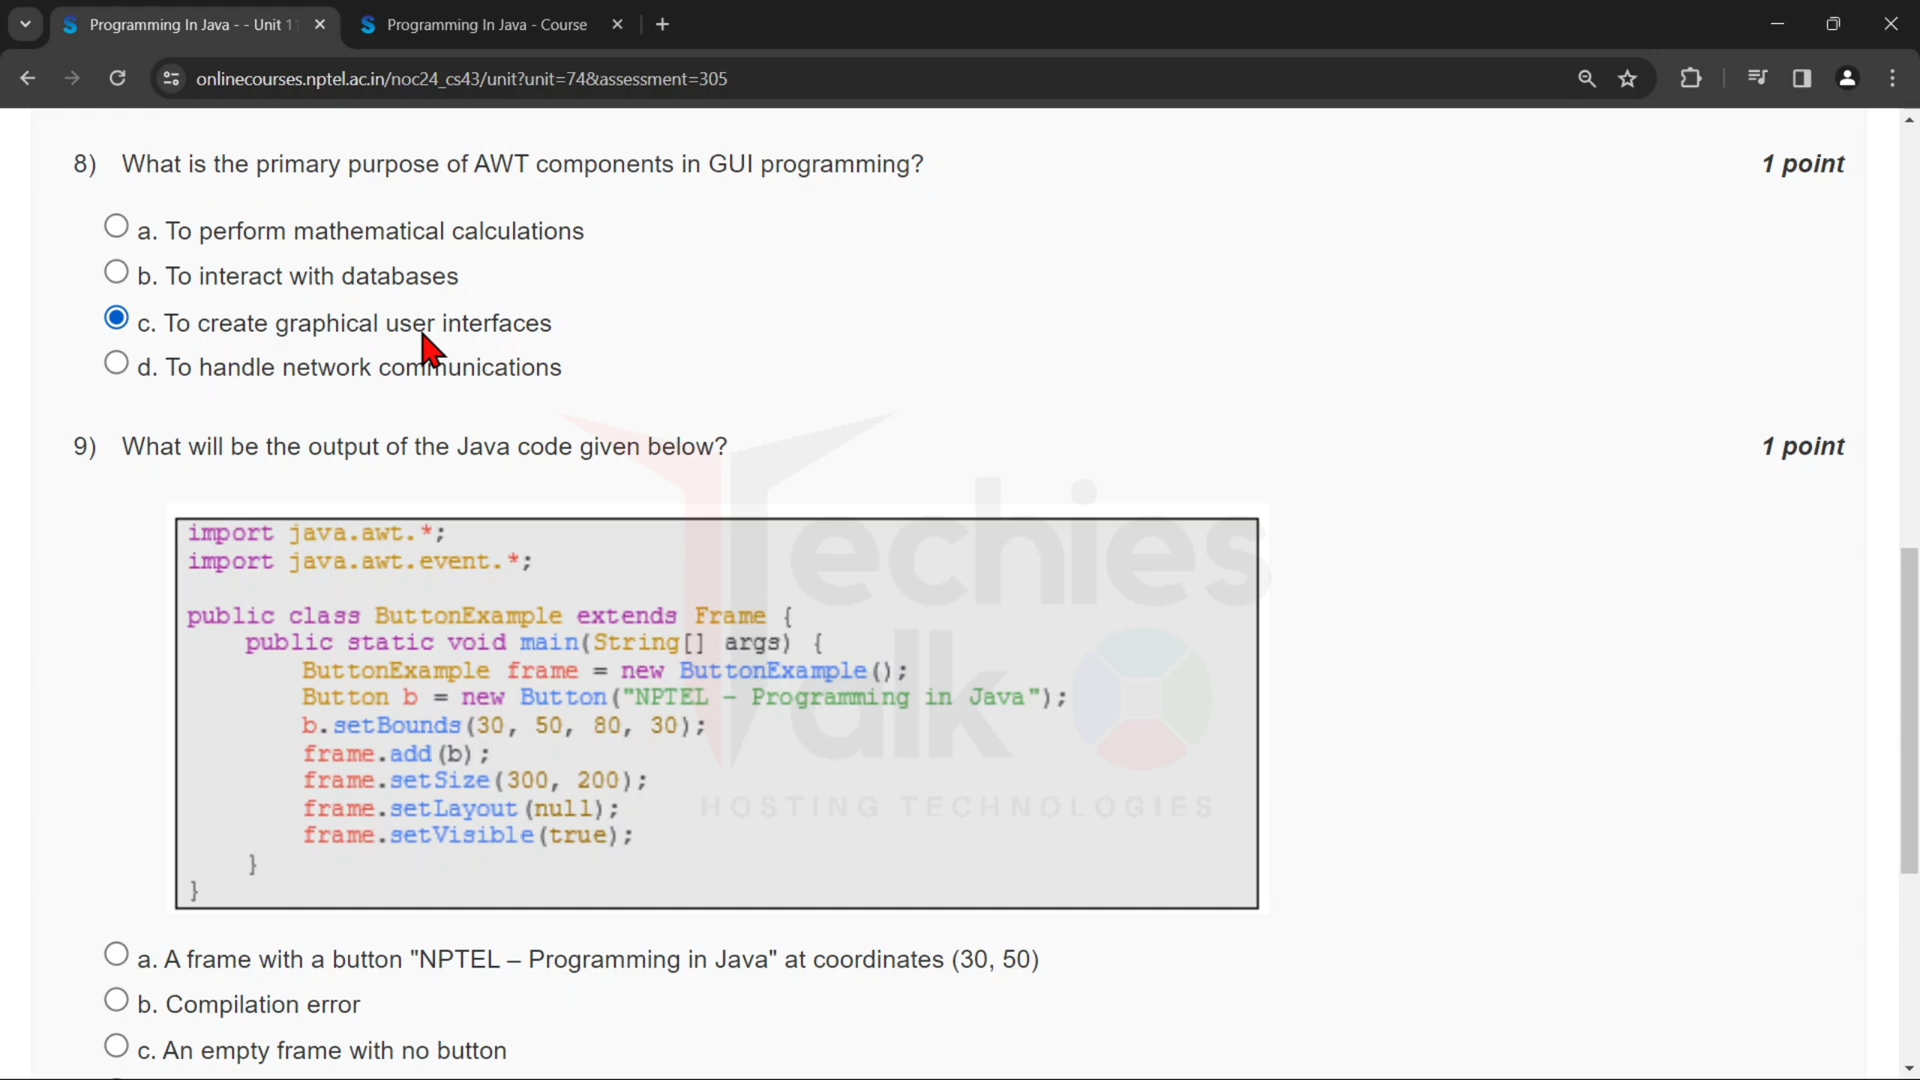 Programming In Java - - Unit 11
Programming In Java - Course
onlinecourses.nptel.ac.in/noc24_cs43/unit?unit=74&assessment=305
8) What is the primary purpose of AWT components in GUI programming? 1 point
a. To perform mathematical calculations
b. To interact with databases
c. To create graphical user interfaces
d. To handle network communications
9) What will be the output of the Java code given below? 1 point
import java.awt.*;
import java.awt.event.*;
public class ButtonExample extends Frame {
public static void main(String[] args) {
ButtonExample frame = new ButtonExample();
Button b = new Button("NPTEL – Programming in Java");
b.setBounds(30, 50, 80, 30);
frame.add(b);
frame.setSize(300, 200);
frame.setLayout(null);
frame.setVisible(true);
}
}
Techies
Talk
HOSTING TECHNOLOGIES
a. A frame with a button "NPTEL – Programming in Java" at coordinates (30, 50)
b. Compilation error
c. An empty frame with no button